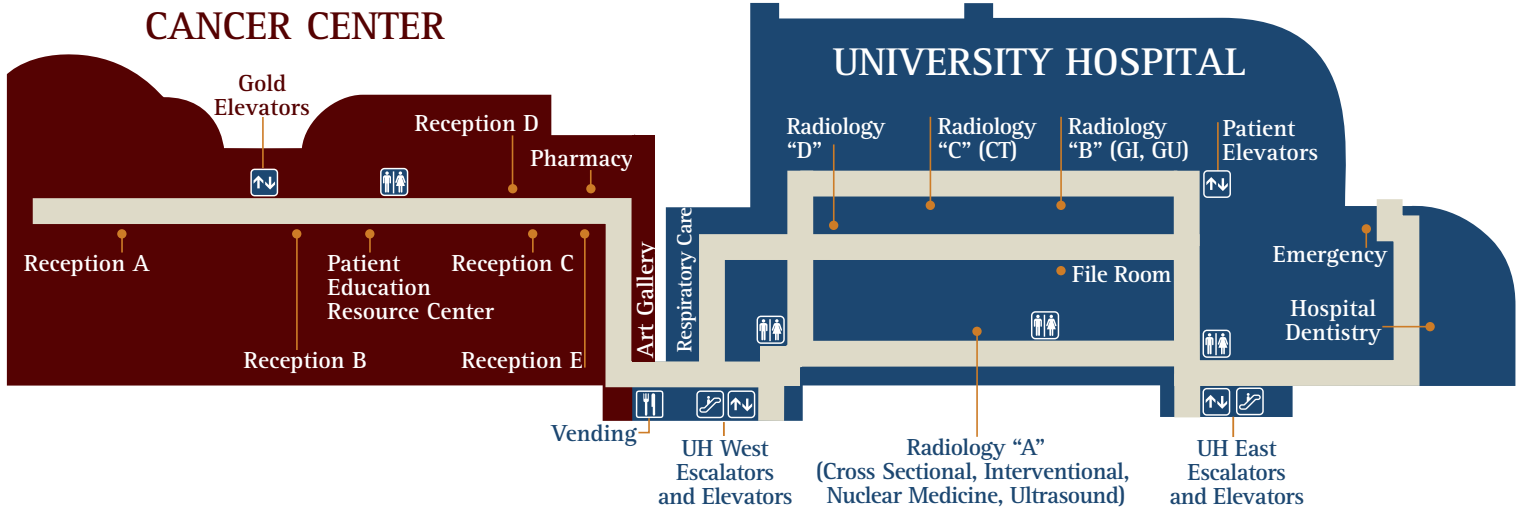 CANCER CENTER
UNIVERSITY HOSPITAL
Gold
Elevators
Reception D
Pharmacy
Reception A
Reception B
Patient
Education
Resource Center
Reception C
Reception E
Art Gallery
Respiratory Care
Radiology
“D”
Radiology
“C” (CT)
Radiology
“B” (GI, GU)
Patient
Elevators
File Room
Emergency
Hospital
Dentistry
Vending
UH West
Escalators
and Elevators
Radiology “A”
(Cross Sectional, Interventional,
Nuclear Medicine, Ultrasound)
UH East
Escalators
and Elevators